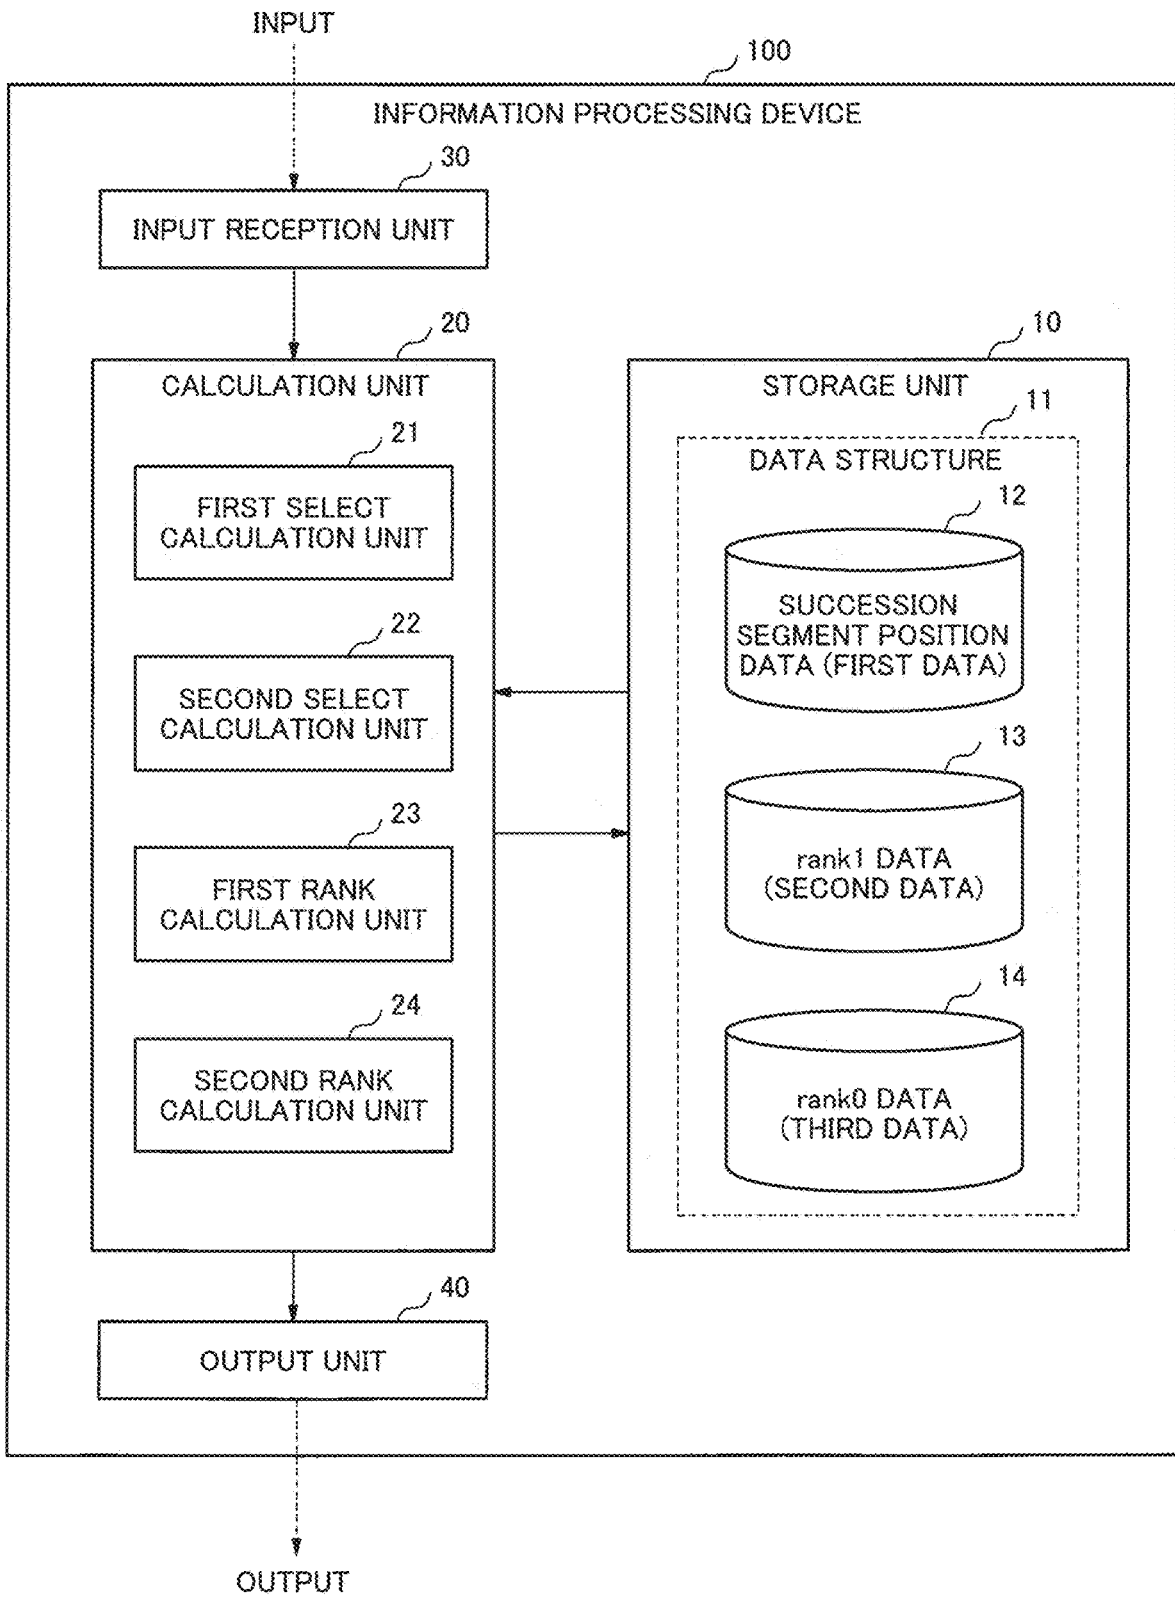 INPUT
100
INFORMATION PROCESSING DEVICE
30
INPUT RECEPTION UNIT
20
CALCULATION UNIT
21
FIRST SELECT
CALCULATION UNIT
22
SECOND SELECT
CALCULATION UNIT
23
FIRST RANK
CALCULATION UNIT
24
SECOND RANK
CALCULATION UNIT
10
STORAGE UNIT
11
DATA STRUCTURE
12
SUCCESSION
SEGMENT POSITION
DATA (FIRST DATA)
13
rank1 DATA
(SECOND DATA)
14
rank0 DATA
(THIRD DATA)
40
OUTPUT UNIT
OUTPUT